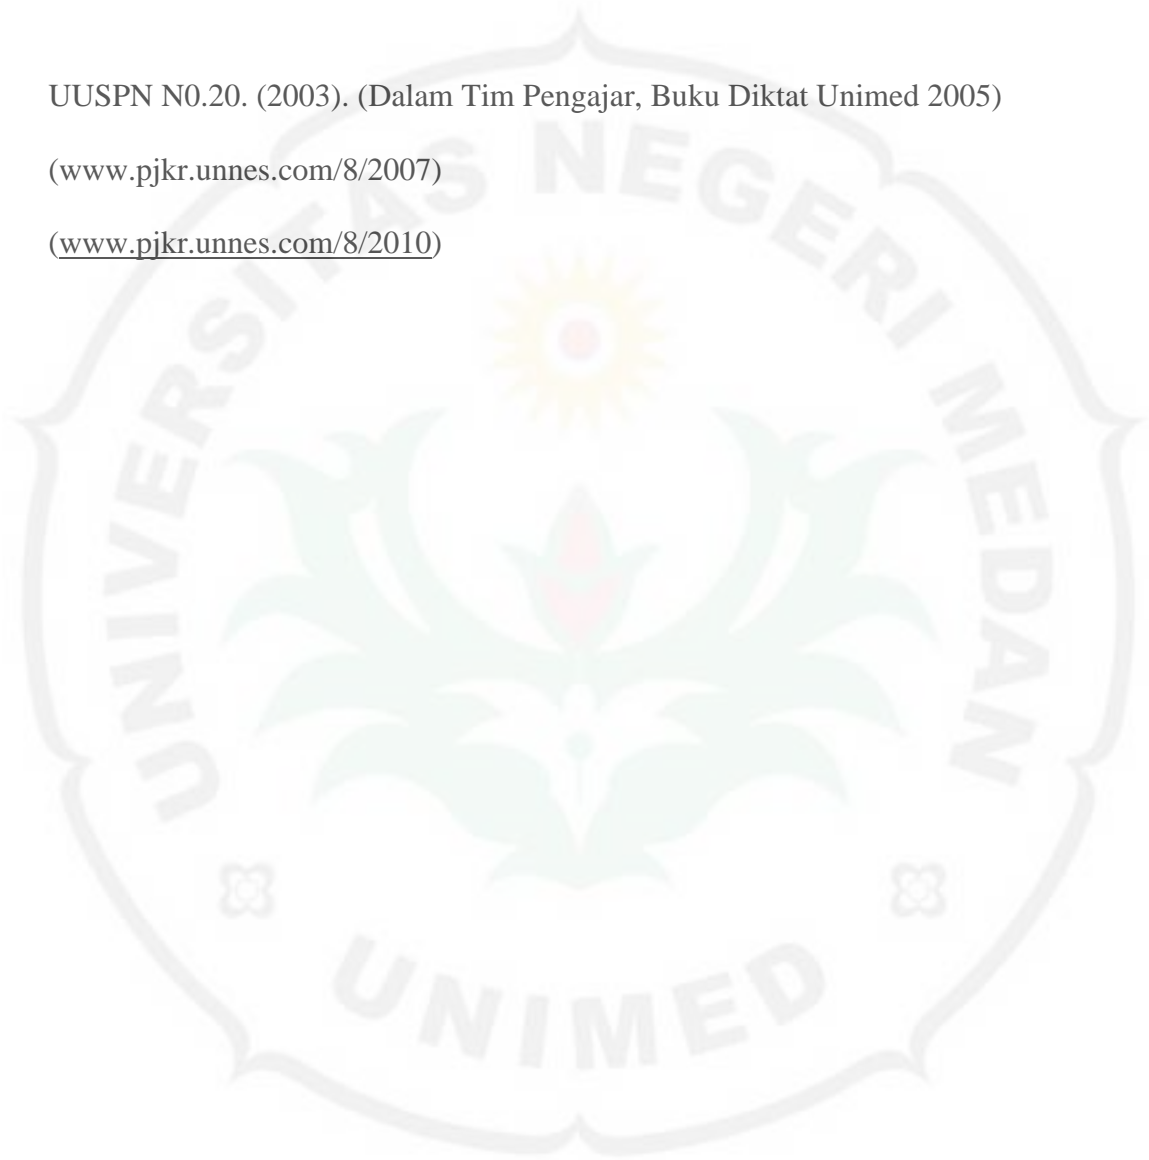 UUSPN N0.20. (2003). (Dalam Tim Pengajar, Buku Diktat Unimed 2005)
(www.pjkr.unnes.com/8/2007)
(www.pjkr.unnes.com/8/2010)
UNIVERSITAS NEGERI MEDAN
UNIMED